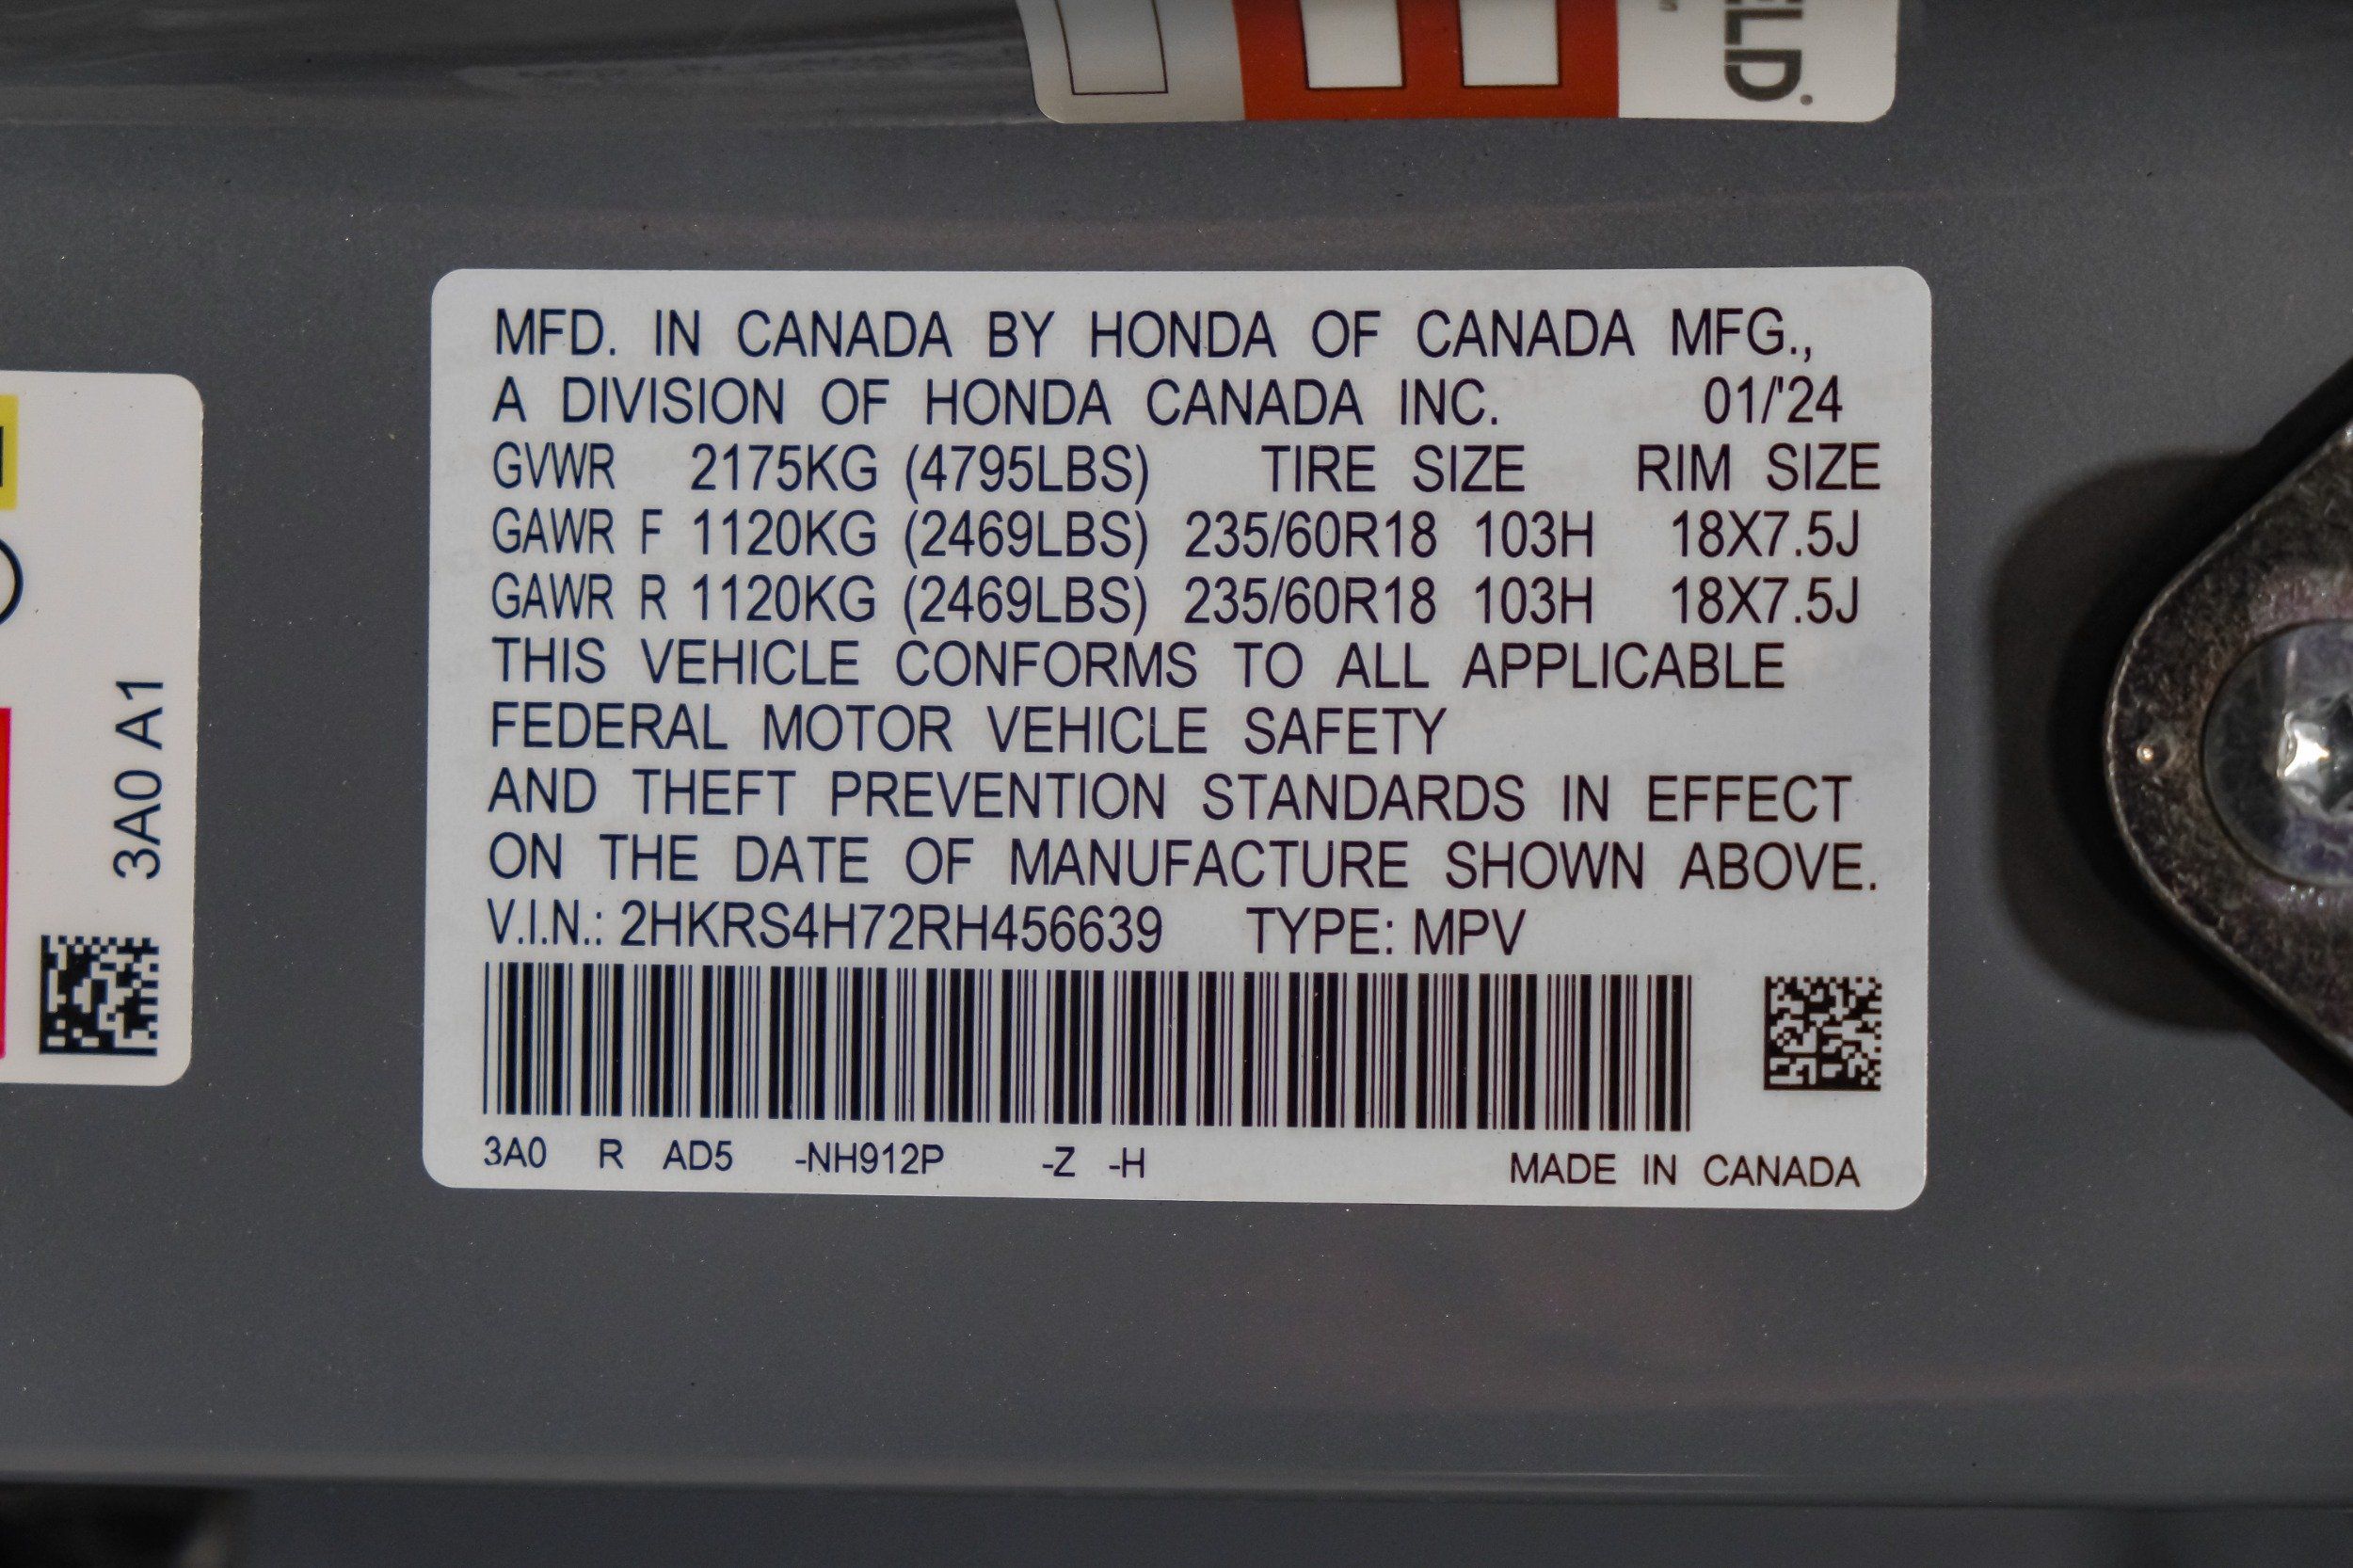 ELD
MFD. IN CANADA BY HONDA OF CANADA MFG.,
A DIVISION OF HONDA CANADA INC. 01/'24
GVWR 2175KG (4795LBS) TIRE SIZE RIM SIZE
GAWR F 1120KG (2469LBS) 235/60R18 103H 18X7.5J
GAWR R 1120KG (2469LBS) 235/60R18 103H 18X7.5J
THIS VEHICLE CONFORMS TO ALL APPLICABLE
FEDERAL MOTOR VEHICLE SAFETY
AND THEFT PREVENTION STANDARDS IN EFFECT
ON THE DATE OF MANUFACTURE SHOWN ABOVE.
V.I.N.: 2HKRS4H72RH456639 TYPE: MPV
3A0 R AD5 -NH912P -Z -H MADE IN CANADA
3A0 A1